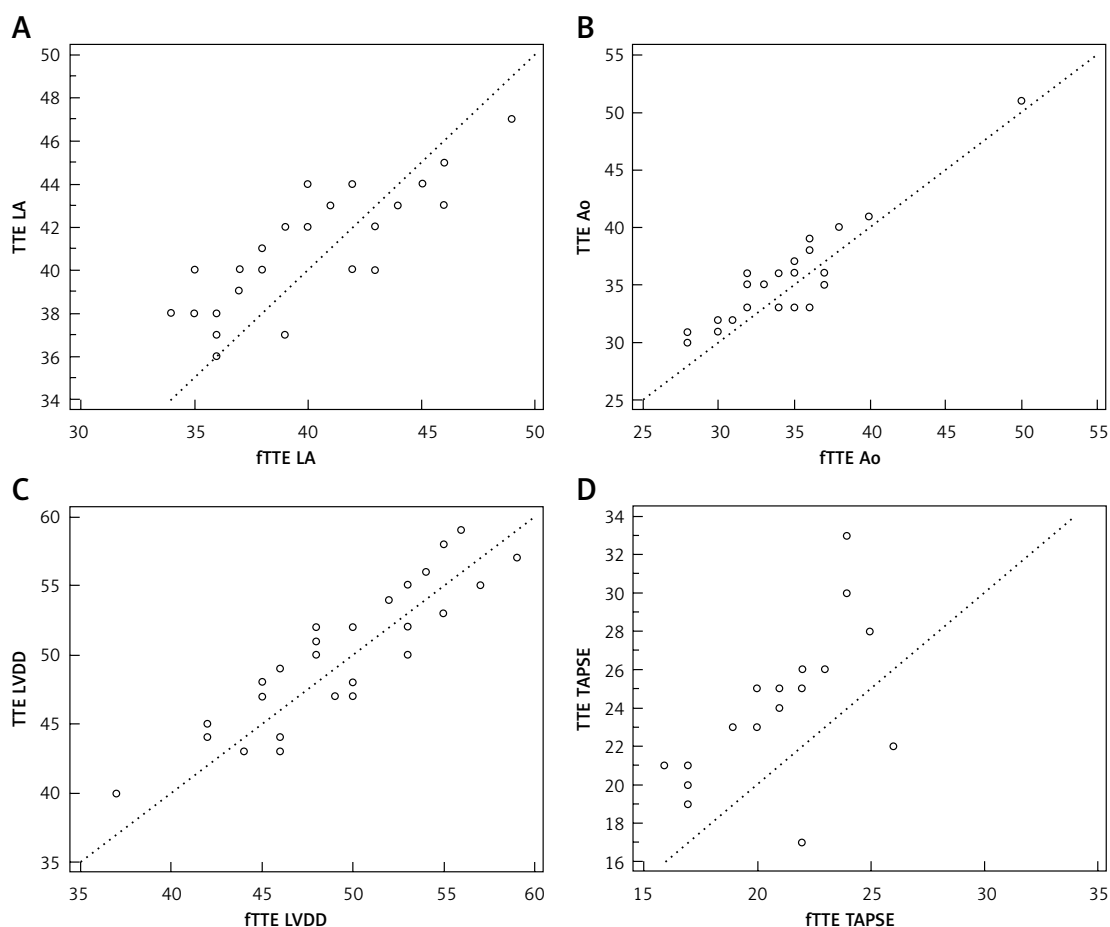 A
50
48
46
44
42
40
38
36
34
TTE LA
30 35 40 45 50
fTTE LA
B
55
50
45
40
35
30
25
TTE Ao
25 30 35 40 45 50 55
fTTE Ao
C
60
55
50
45
40
35
TTE LVDD
35 40 45 50 55 60
fTTE LVDD
D
34
32
30
28
26
24
22
20
18
16
TTE TAPSE
15 20 25 30 35
fTTE TAPSE